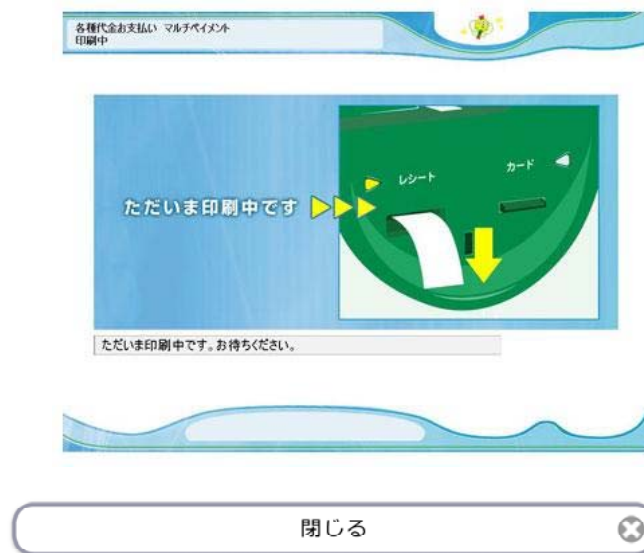 各種代金お支払い マルチペイメント
印刷中
レシート
カード
ただいま印刷中です
ただいま印刷中です。お待ちください。
閉じる